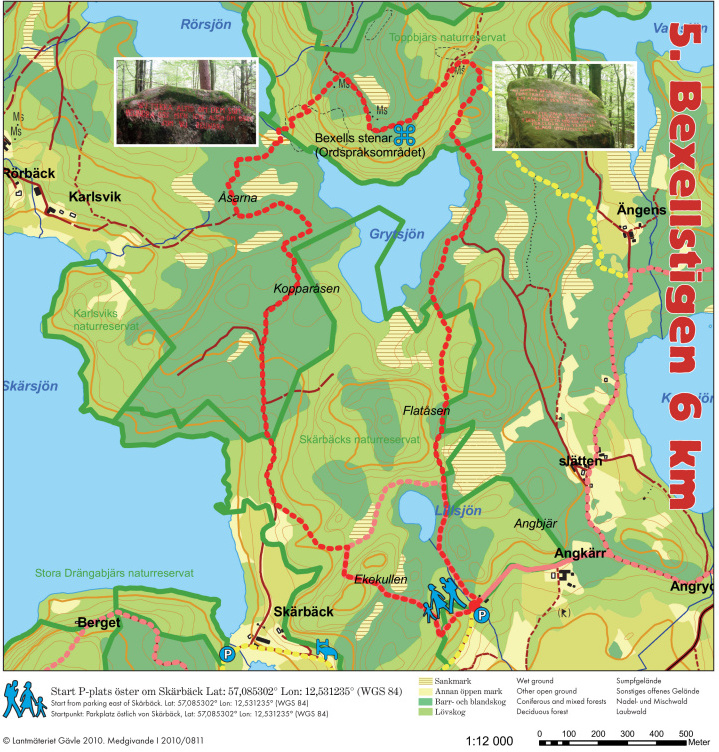 5. Bexellstigen 6 km
Rörsjön
Toppbjärs naturreservat
Ms
Ms
Ms
Ms
Ms
Bexells stenar
(Ordspråksområdet)
Rörbäck
Karlsvik
Åsarna
Ängens
Grytsjön
Kopparåsen
Karlsviks
naturreservat
Skärsjön
Flatåsen
Skärbäcks naturreservat
slätten
Lillsjön
Angbjär
Angkärr
Stora Drängabjärs naturreservat
Ekekullen
Angryd
Berget
Skärbäck
P
(R)
P
Start P-plats öster om Skärbäck Lat: 57,085302° Lon: 12,531235° (WGS 84)
Start from parking east of Skärbäck. Lat: 57,085302° Lon: 12,531235° (WGS 84)
Startpunkt: Parkplatz östlich von Skärbäck, Lat: 57,085302° Lon: 12,531235° (WGS 84)
Sankmark Wet ground Sumpfgelände
Annan öppen mark Other open ground Sonstiges offenes Gelände
Barr- och blandskog Coniferous and mixed forests Nadel- und Mischwald
Lövskog Deciduous forest Laubwald
© Lantmäteriet Gävle 2010. Medgivande I 2010/0811
1:12 000
0 100 200 300 400 500 Meter